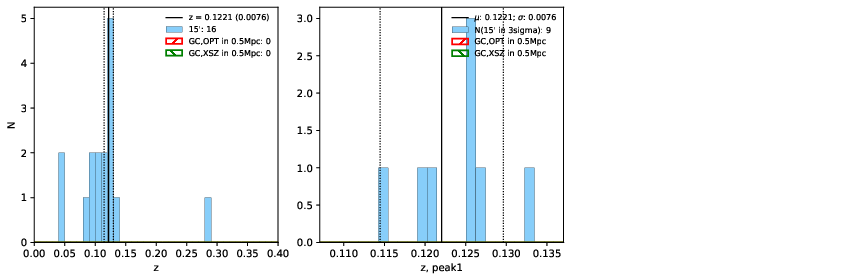 z = 0.1221 (0.0076)
15': 16
GC,OPT in 0.5Mpc: 0
GC,XSZ in 0.5Mpc: 0
N
5
4
3
2
1
0
0.00 0.05 0.10 0.15 0.20 0.25 0.30 0.35 0.40
z
μ: 0.1221; σ: 0.0076
N(15' in 3sigma): 9
GC,OPT in 0.5Mpc
GC,XSZ in 0.5Mpc
3.0
2.5
2.0
1.5
1.0
0.5
0.0
0.110 0.115 0.120 0.125 0.130 0.135
z, peak1